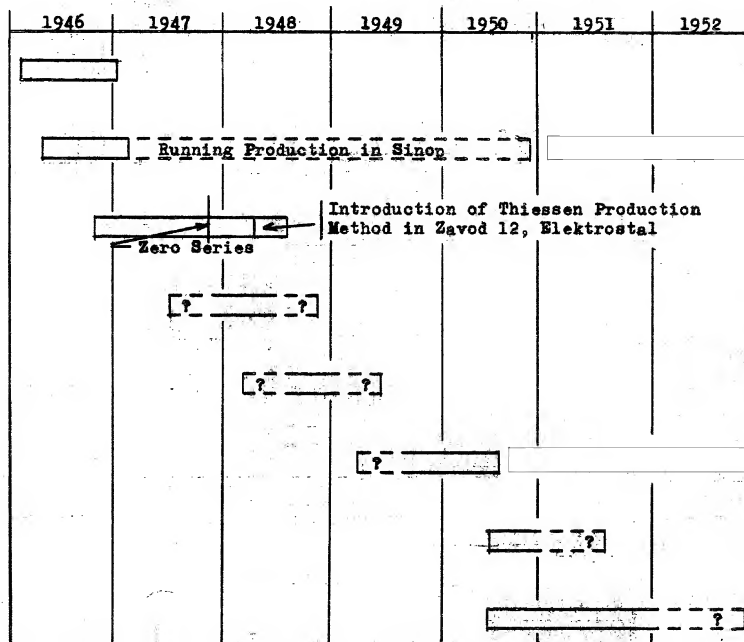 1946 1947 1948 1949 1950 1951 1952
Running Production in Sinop
Introduction of Thiessen Production
Method in Zavod 12, Elektrostal
Zero Series
? ?
? ?
?
?
?